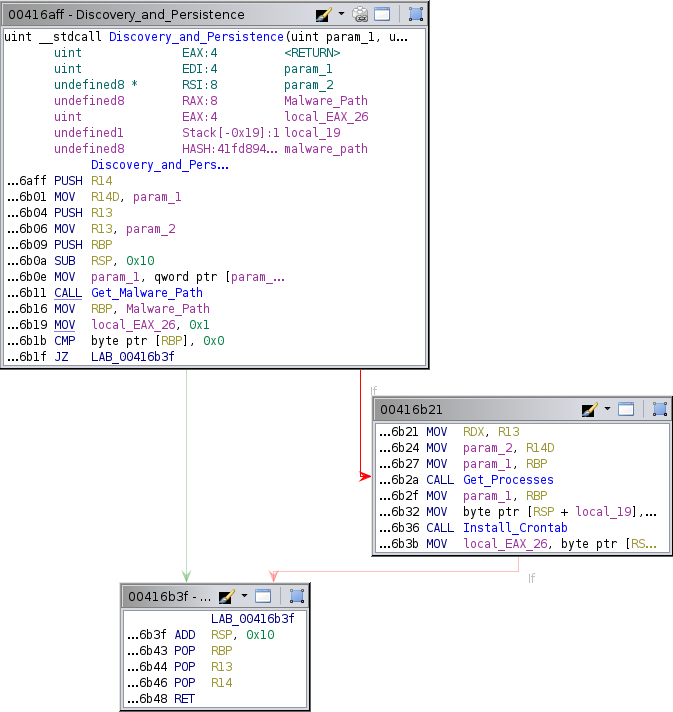 00416aff - Discovery_and_Persistence
uint __stdcall Discovery_and_Persistence(uint param_1, u...
uint EAX:4 <RETURN>
uint EDI:4 param_1
undefined8 * RSI:8 param_2
undefined8 RAX:8 Malware_Path
uint EAX:4 local_EAX_26
undefined1 Stack[-0x19]:1 local_19
undefined8 HASH:41fd894... malware_path
Discovery_and_Pers...
...6aff PUSH R14
...6b01 MOV R14D, param_1
...6b04 PUSH R13
...6b06 MOV R13, param_2
...6b09 PUSH RBP
...6b0a SUB RSP, 0x10
...6b0e MOV param_1, qword ptr [param_...
...6b11 CALL Get_Malware_Path
...6b16 MOV RBP, Malware_Path
...6b19 MOV local_EAX_26, 0x1
...6b1b CMP byte ptr [RBP], 0x0
...6b1f JZ LAB_00416b3f
If
00416b21
...6b21 MOV RDX, R13
...6b24 MOV param_2, R14D
...6b27 MOV param_1, RBP
...6b2a CALL Get_Processes
...6b2f MOV param_1, RBP
...6b32 MOV byte ptr [RSP + local_19],...
...6b36 CALL Install_Crontab
...6b3b MOV local_EAX_26, byte ptr [RS...
If
00416b3f - ...
LAB_00416b3f
...6b3f ADD RSP, 0x10
...6b43 POP RBP
...6b44 POP R13
...6b46 POP R14
...6b48 RET